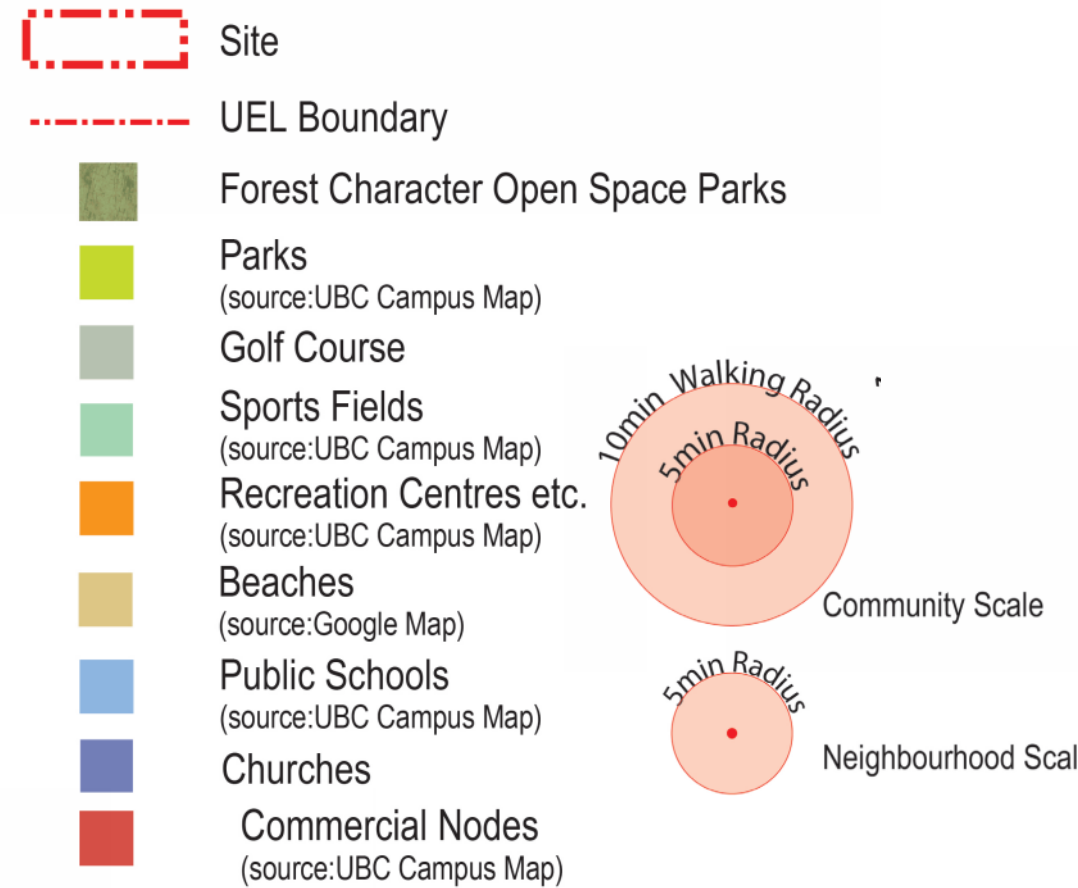 Site
UEL Boundary
Forest Character Open Space Parks
Parks
(source:UBC Campus Map)
Golf Course
Sports Fields
(source:UBC Campus Map)
Recreation Centres etc.
(source:UBC Campus Map)
Beaches
(source:Google Map)
Public Schools
(source:UBC Campus Map)
Churches
Commercial Nodes
(source:UBC Campus Map)
10min Walking Radius
5min Radius
Community Scale
5min Radius
Neighbourhood Scal